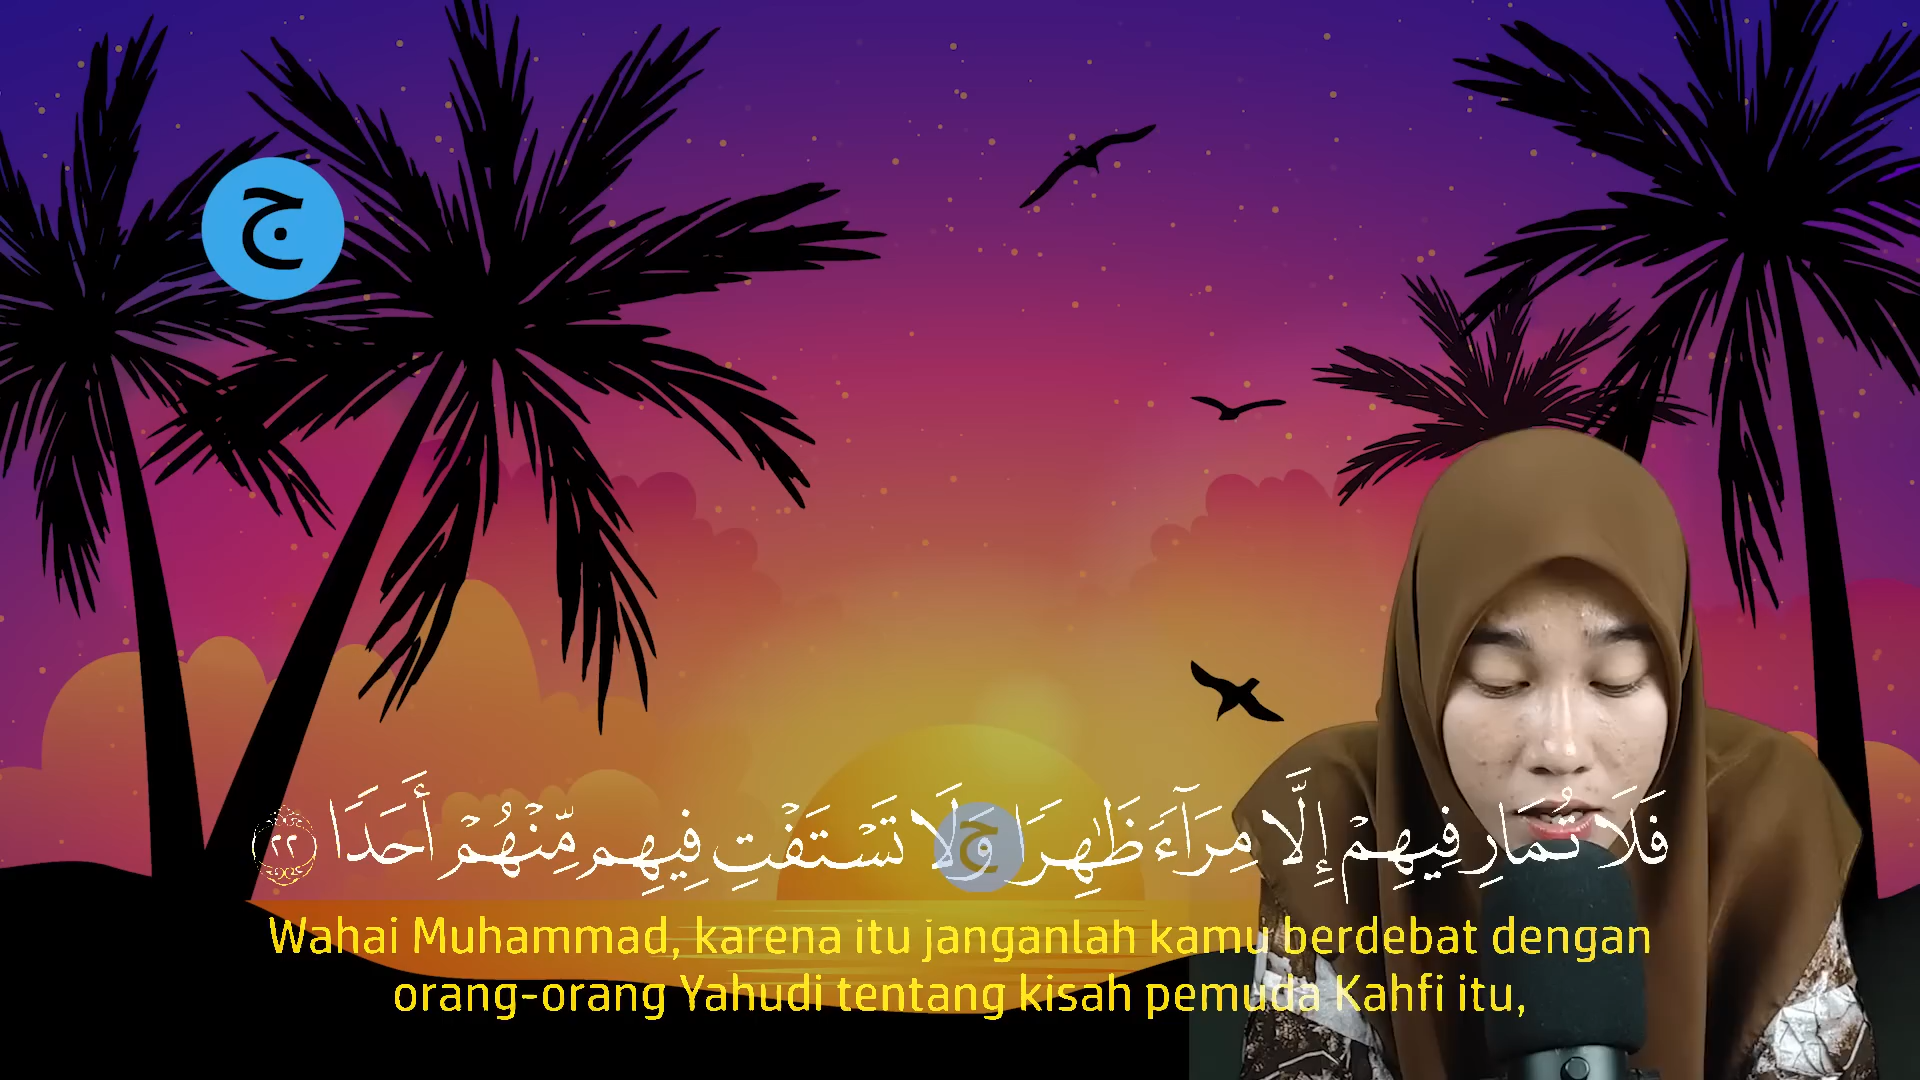 ج
فَلَا تُمَارِ فِيهِمْ إِلَّا مِرَآءً ظَٰهِرًا ج وَلَا تَسْتَفْتِ فِيهِم مِّنْهُمْ أَحَدًا ٢٢
Wahai Muhammad, karena itu janganlah kamu berdebat dengan
orang-orang Yahudi tentang kisah pemuda Kahfi itu,